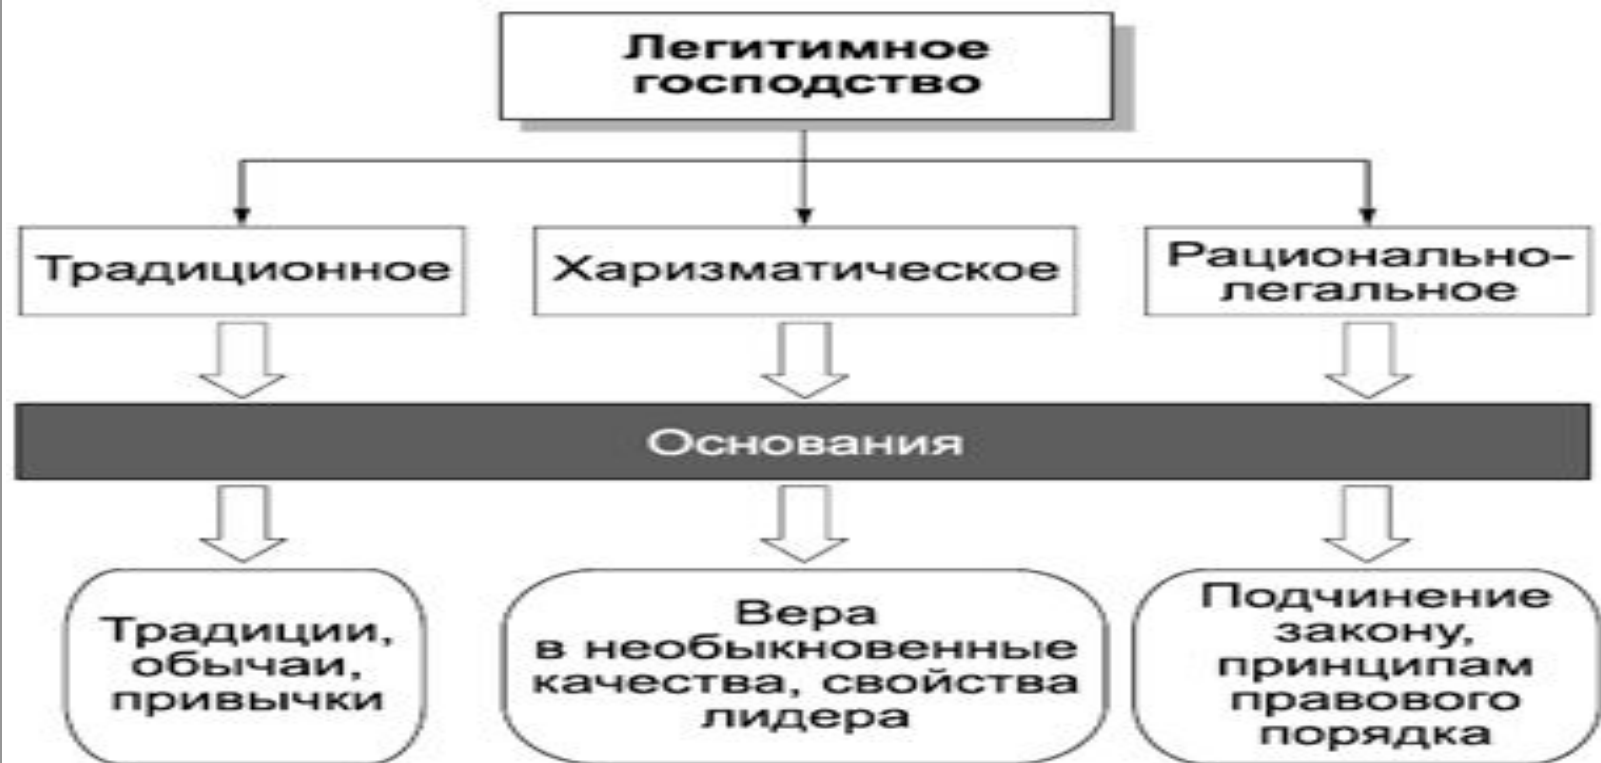 Легитимное
господство
Традиционное
Харизматическое
Рационально-
легальное
Основания
Традиции,
обычаи,
привычки
Вера
в необыкновенные
качества, свойства
лидера
Подчинение
закону,
принципам
правового
порядка